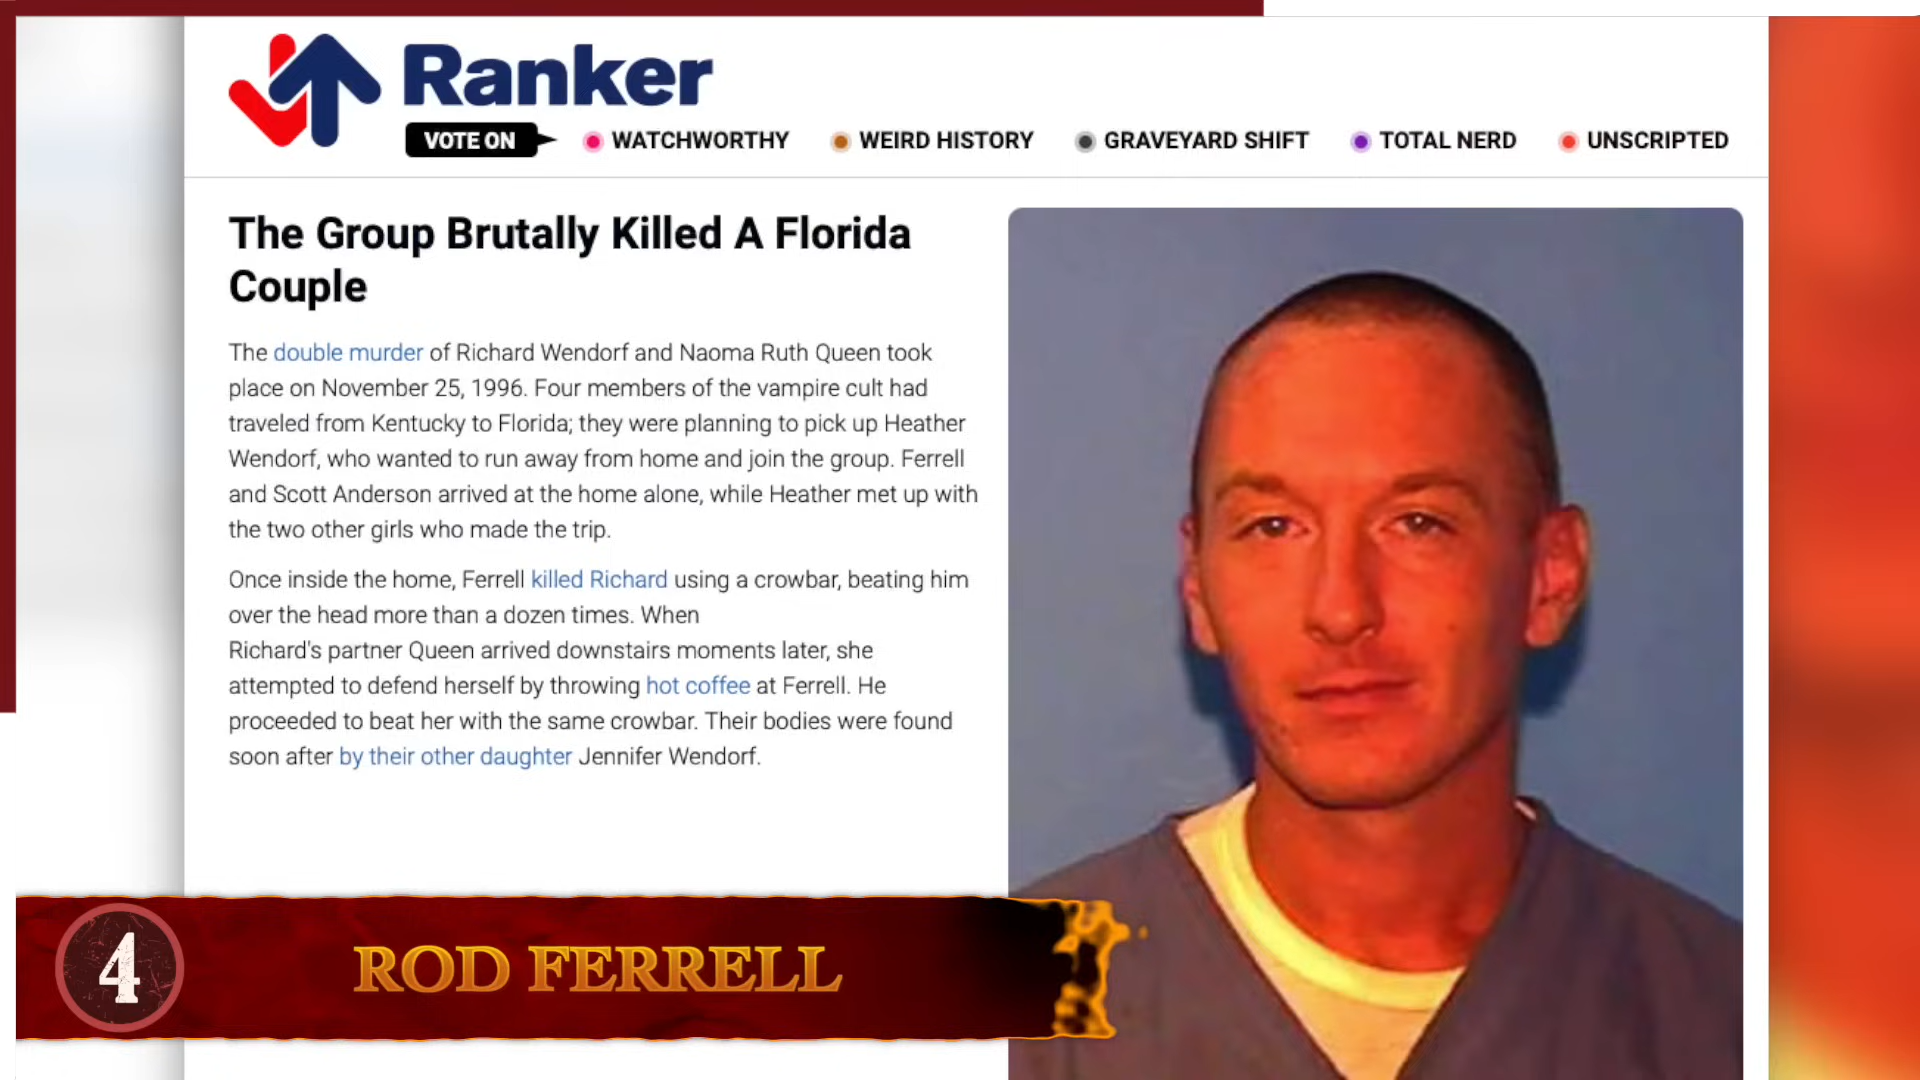 Ranker
VOTE ON
WATCHWORTHY
WEIRD HISTORY
GRAVEYARD SHIFT
TOTAL NERD
UNSCRIPTED
The Group Brutally Killed A Florida
Couple
The double murder of Richard Wendorf and Naoma Ruth Queen took
place on November 25, 1996. Four members of the vampire cult had
traveled from Kentucky to Florida; they were planning to pick up Heather
Wendorf, who wanted to run away from home and join the group. Ferrell
and Scott Anderson arrived at the home alone, while Heather met up with
the two other girls who made the trip.
Once inside the home, Ferrell killed Richard using a crowbar, beating him
over the head more than a dozen times. When
Richard's partner Queen arrived downstairs moments later, she
attempted to defend herself by throwing hot coffee at Ferrell. He
proceeded to beat her with the same crowbar. Their bodies were found
soon after by their other daughter Jennifer Wendorf.
4
ROD FERRELL